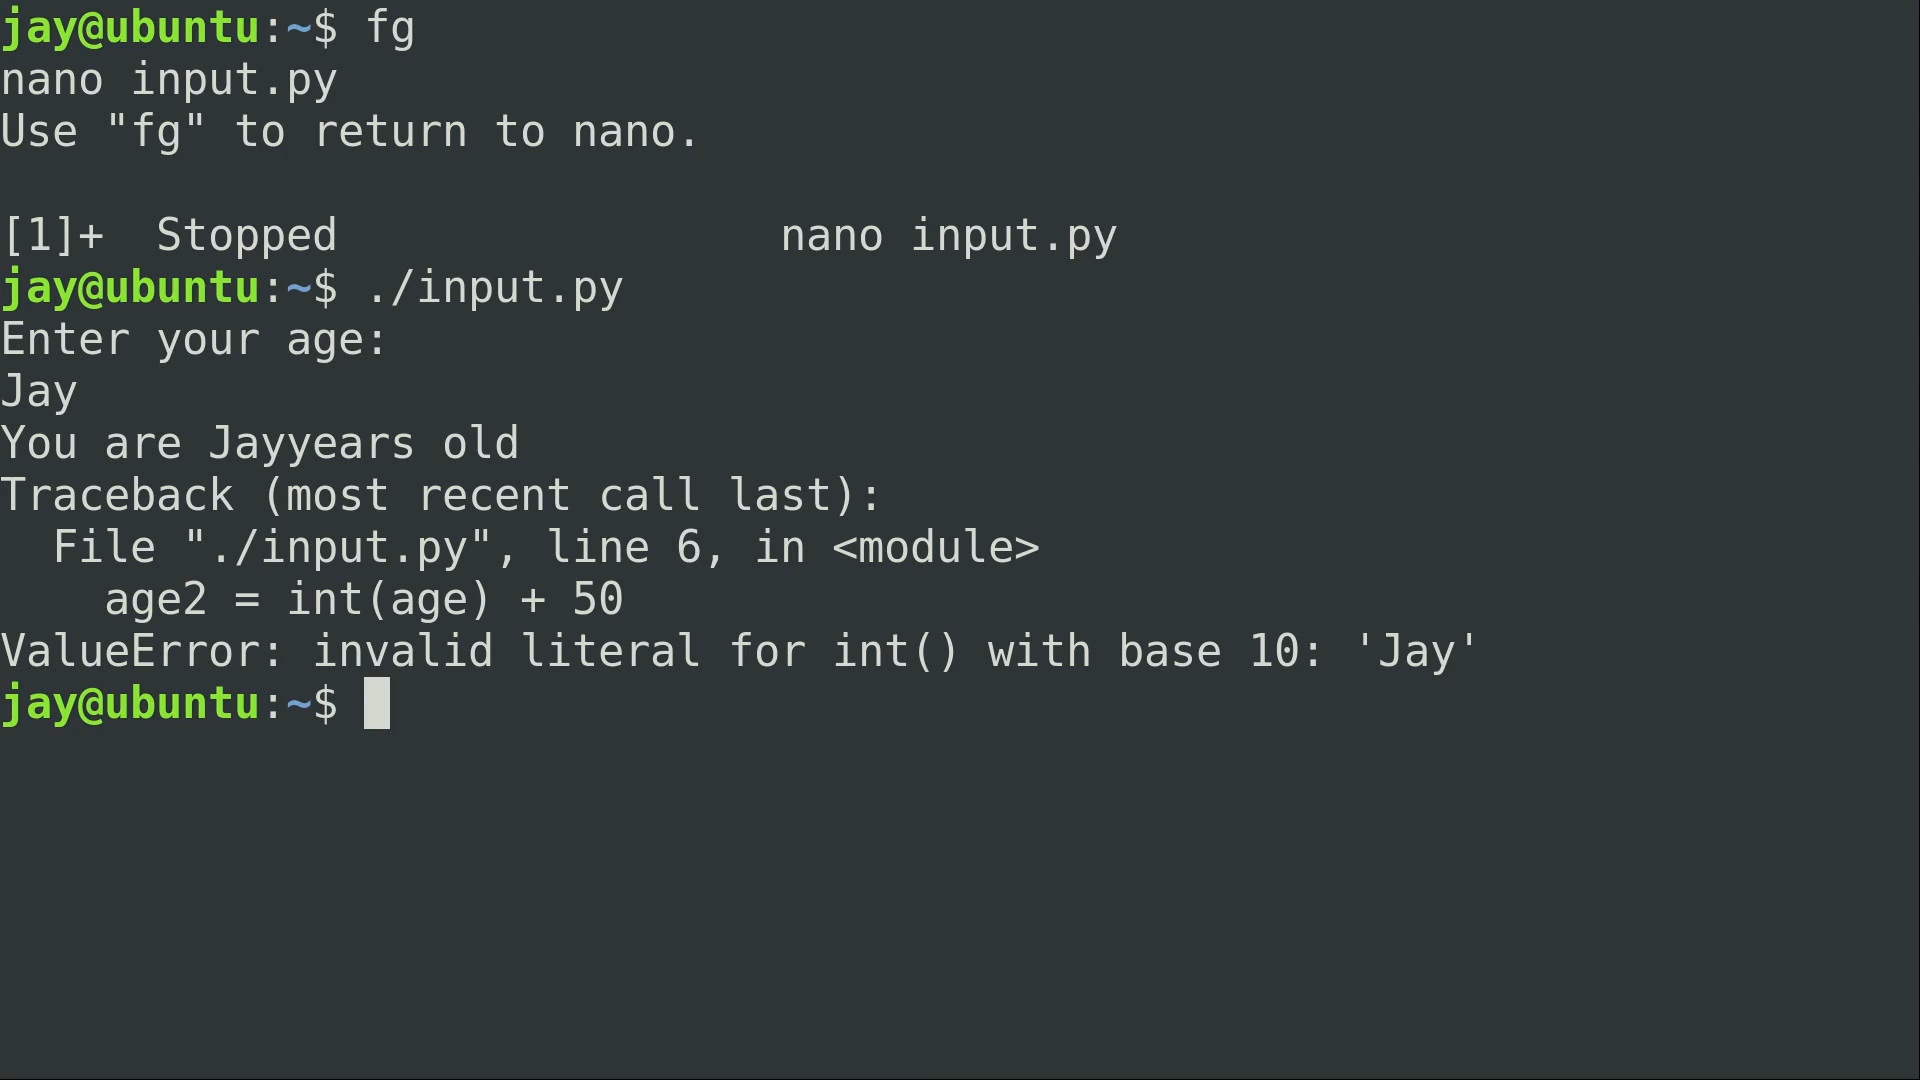 jay@ubuntu:~$ fg
nano input.py
Use "fg" to return to nano.
[1]+  Stopped                 nano input.py
jay@ubuntu:~$ ./input.py
Enter your age:
Jay
You are Jayyears old
Traceback (most recent call last):
  File "./input.py", line 6, in <module>
    age2 = int(age) + 50
ValueError: invalid literal for int() with base 10: 'Jay'
jay@ubuntu:~$